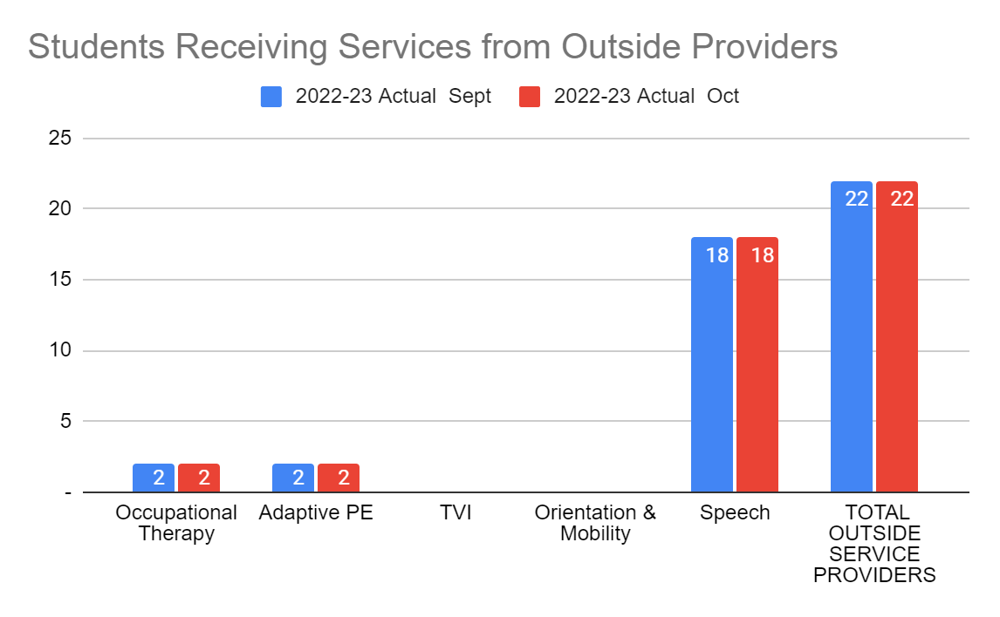 Students Receiving Services from Outside Providers
2022-23 Actual  Sept
2022-23 Actual  Oct
25
20
15
10
5
-
2
2
2
2
18
18
22
22
Occupational
Therapy
Adaptive PE
TVI
Orientation &
Mobility
Speech
TOTAL
OUTSIDE
SERVICE
PROVIDERS